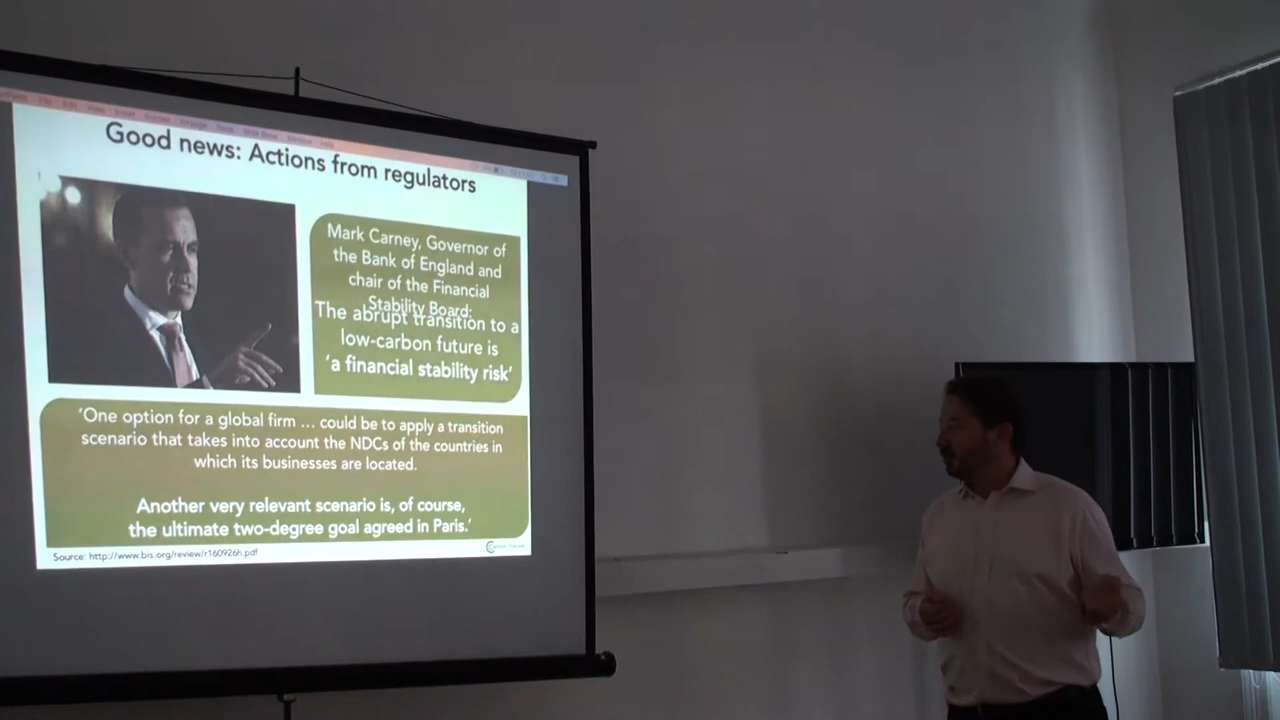 Good news: Actions from regulators
Mark Carney, Governor of
the Bank of England and
chair of the Financial
Stability Board:
The abrupt transition to a
low-carbon future is
‘a financial stability risk’
‘One option for a global firm ... could be to apply a transition
scenario that takes into account the NDCs of the countries in
which its businesses are located.
Another very relevant scenario is, of course,
the ultimate two-degree goal agreed in Paris.’
Source: http://www.bis.org/review/r160926h.pdf